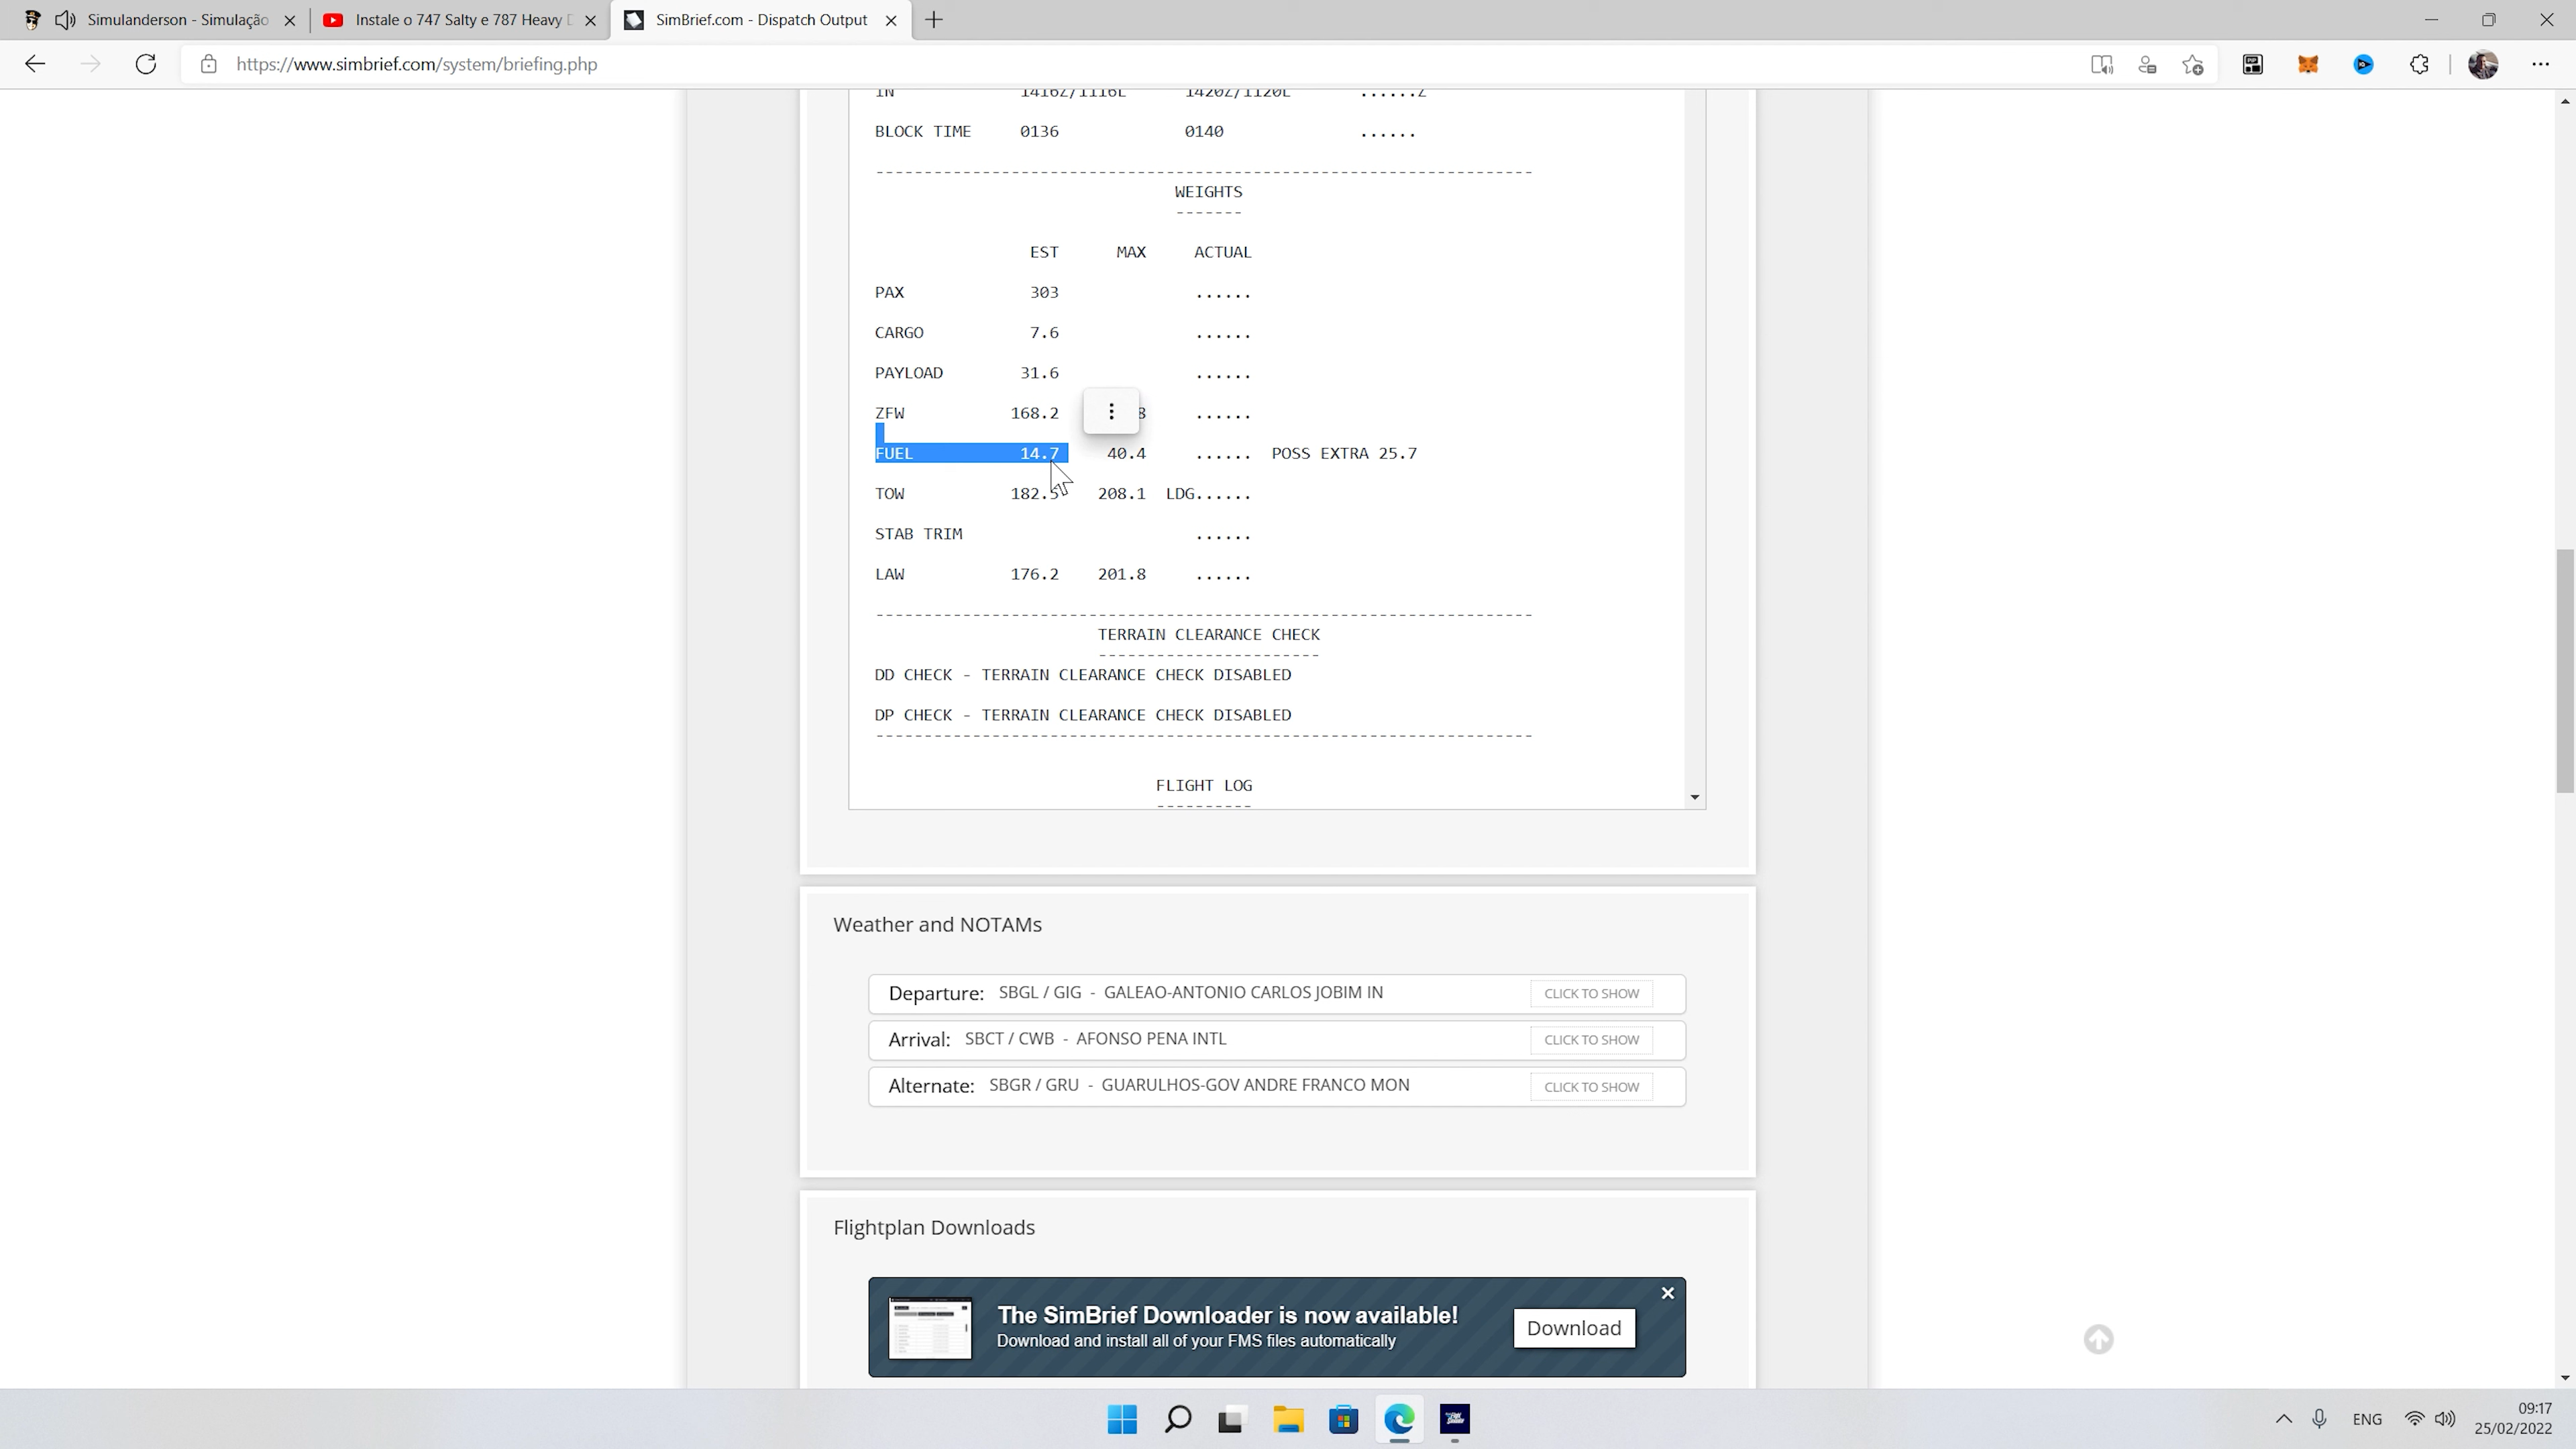 Simulanderson - Simulação
Instale o 747 Salty e 787 Heavy
SimBrief.com - Dispatch Output
https://www.simbrief.com/system/briefing.php
IN 1416Z/1116L 1420Z/1120L ......Z
BLOCK TIME 0136 0140 ......
WEIGHTS
EST MAX ACTUAL
PAX 303 ......
CARGO 7.6 ......
PAYLOAD 31.6 ......
ZFW 168.2 8 ......
FUEL 14.7 40.4 ...... POSS EXTRA 25.7
TOW 182.5 208.1 LDG......
STAB TRIM ......
LAW 176.2 201.8 ......
TERRAIN CLEARANCE CHECK
DD CHECK - TERRAIN CLEARANCE CHECK DISABLED
DP CHECK - TERRAIN CLEARANCE CHECK DISABLED
FLIGHT LOG
Weather and NOTAMs
Departure: SBGL / GIG - GALEAO-ANTONIO CARLOS JOBIM IN CLICK TO SHOW
Arrival: SBCT / CWB - AFONSO PENA INTL CLICK TO SHOW
Alternate: SBGR / GRU - GUARULHOS-GOV ANDRE FRANCO MON CLICK TO SHOW
Flightplan Downloads
The SimBrief Downloader is now available!
Download and install all of your FMS files automatically
Download
ENG
09:17
25/02/2022